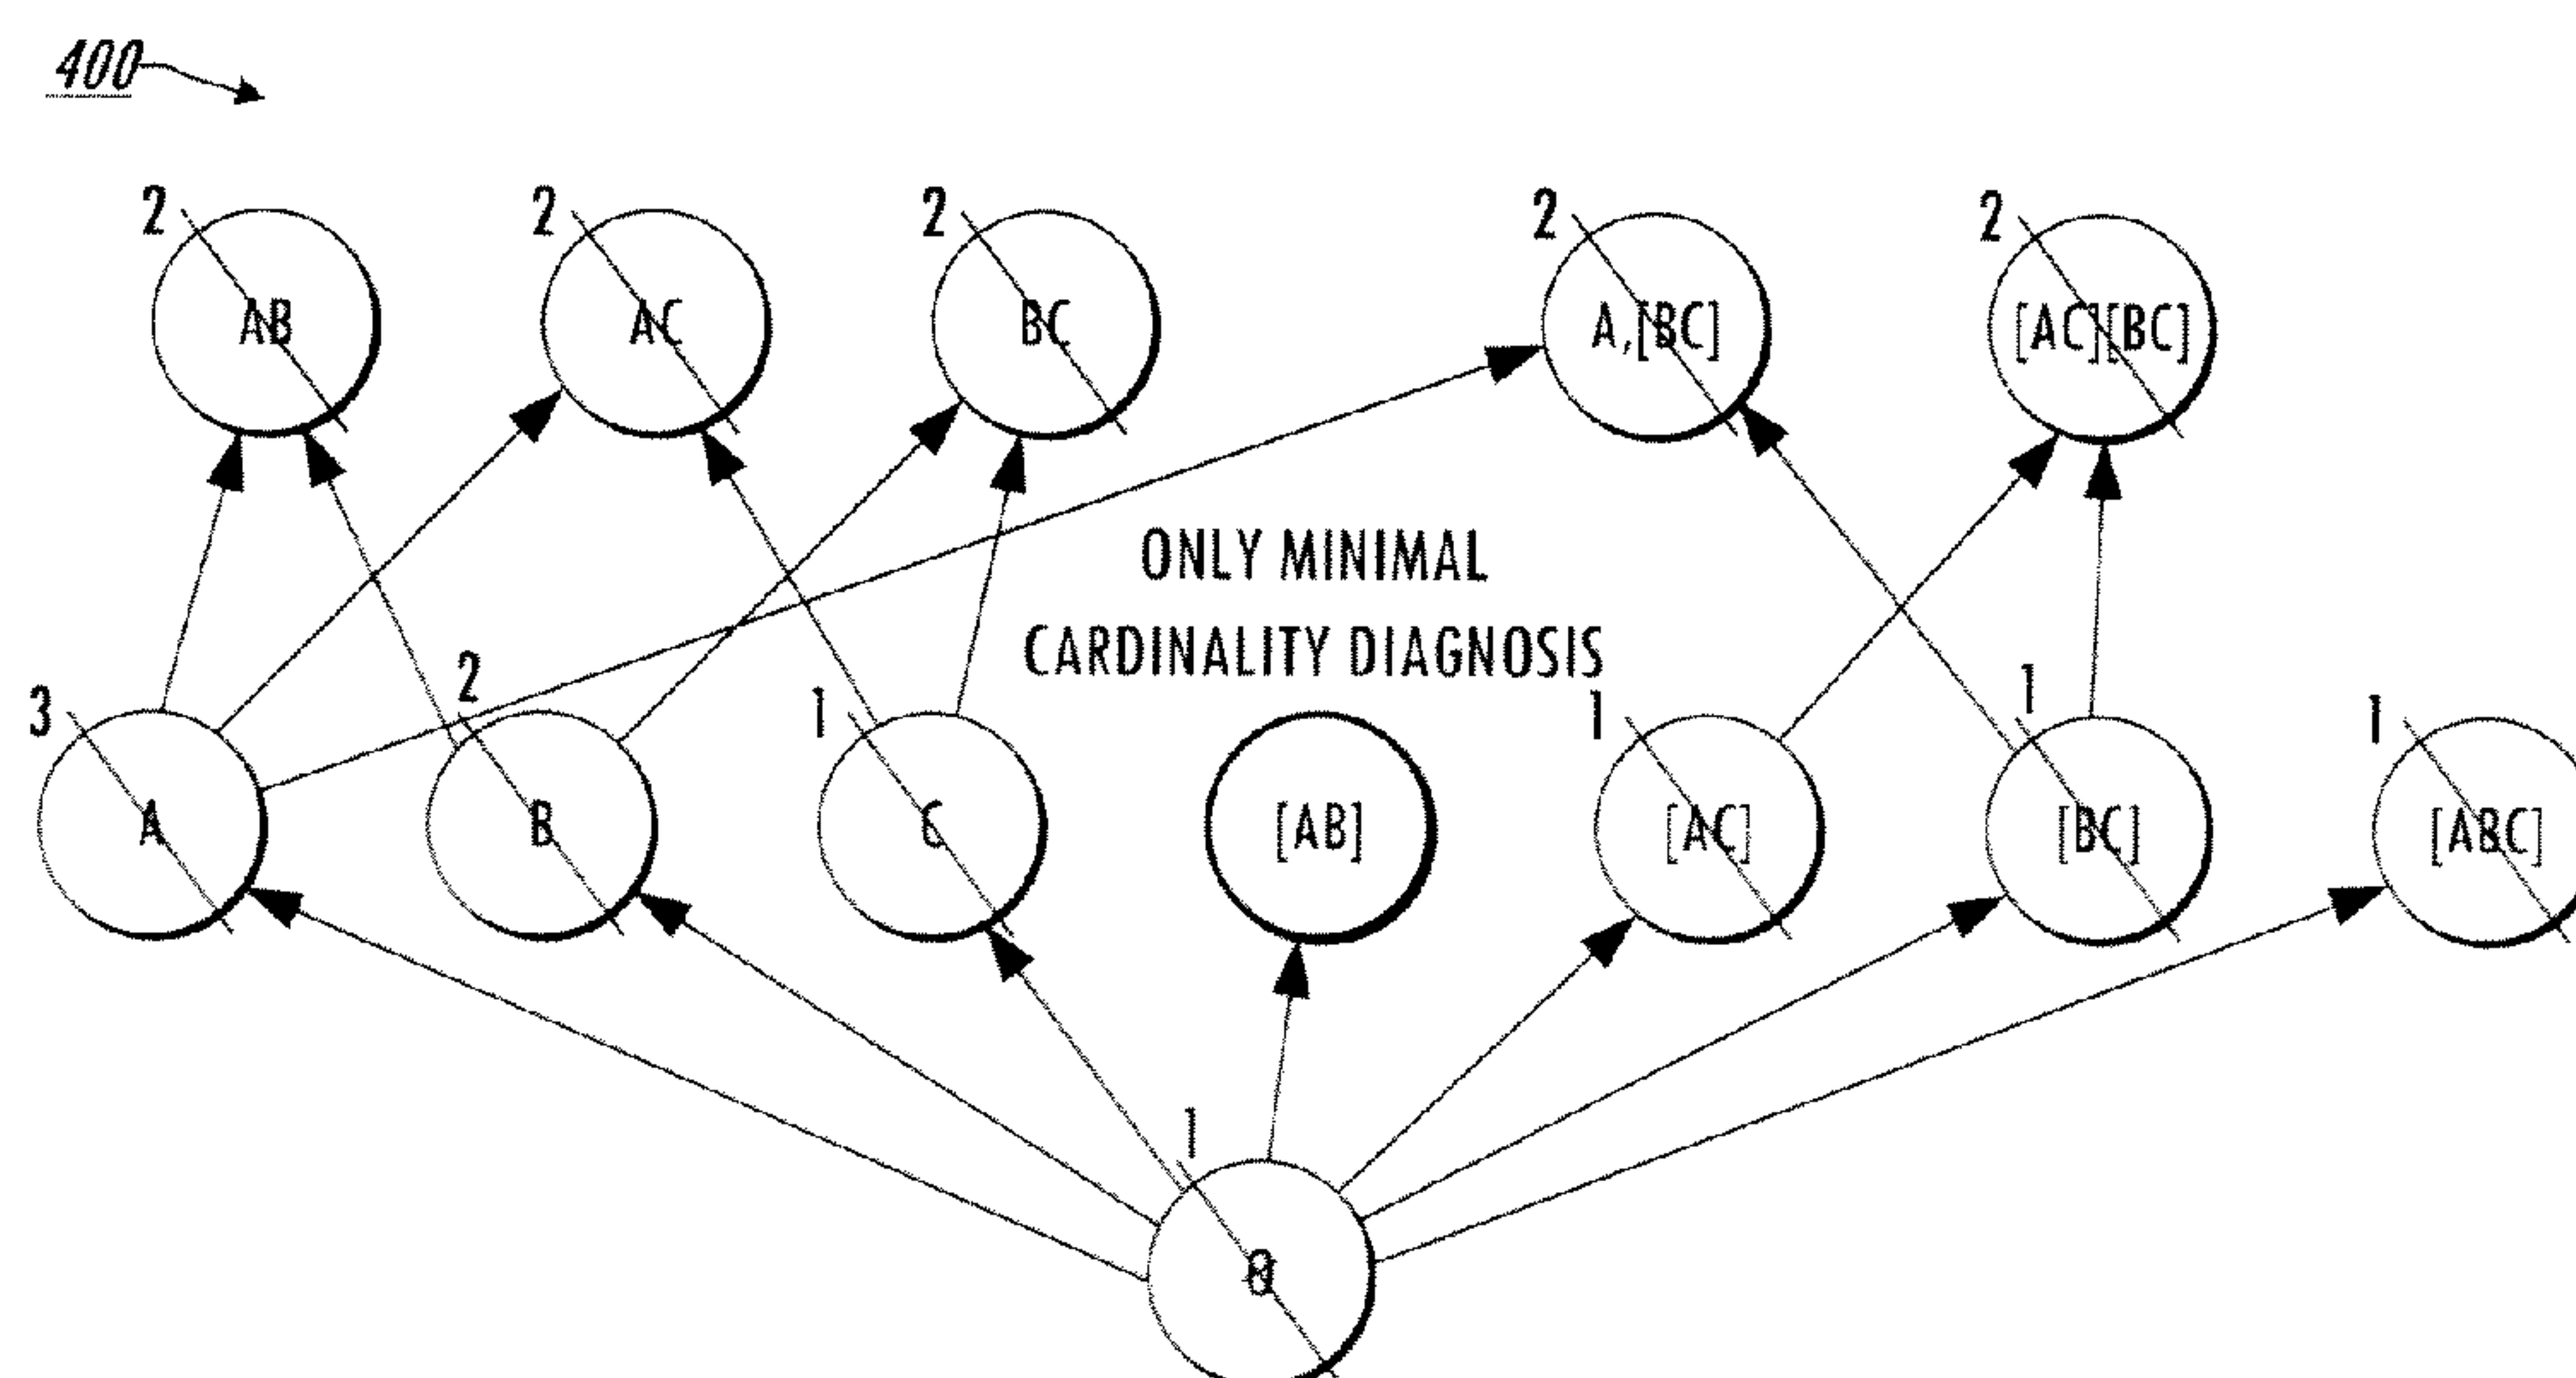 400
2 2 2 2 2
AB AC BC A,[BC] [AC][BC]
ONLY MINIMAL
CARDINALITY DIAGNOSIS
3 2 1 1 1 1
A B C [AB] [AC] [BC] [ABC]
1